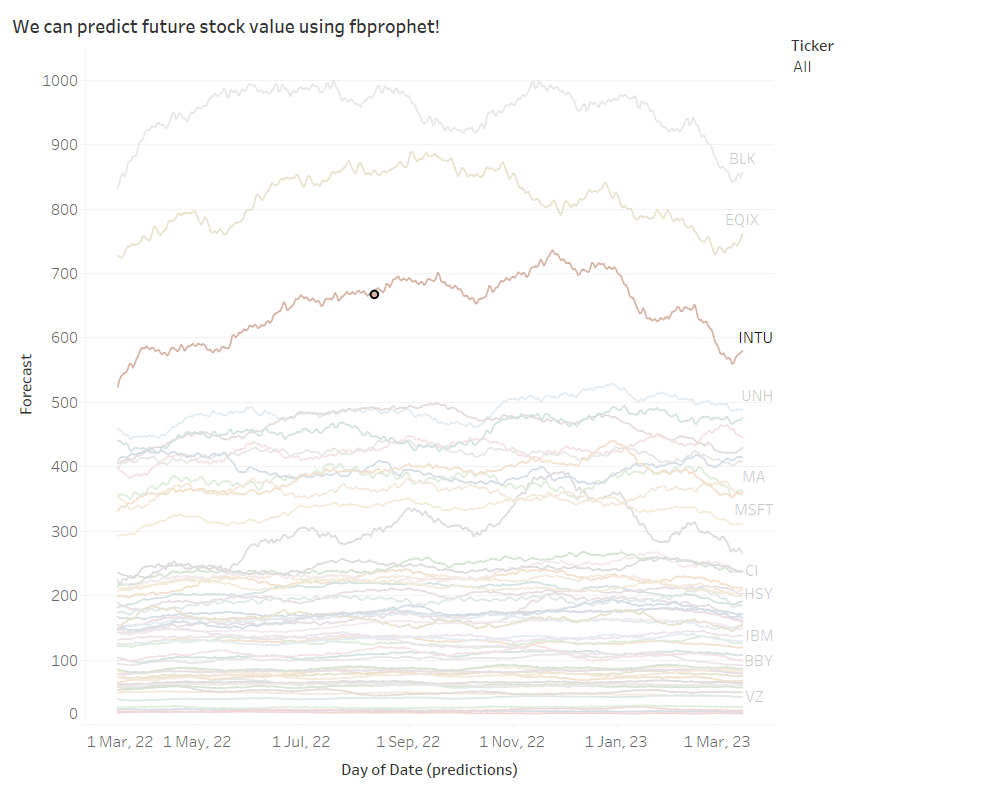 We can predict future stock value using fbprophet!
Ticker
All
1000
900
800
700
600
500
400
300
200
100
0
Forecast
BLK
EQIX
INTU
UNH
MA
MSFT
CI
HSY
IBM
BBY
VZ
1 Mar, 22 1 May, 22 1 Jul, 22 1 Sep, 22 1 Nov, 22 1 Jan, 23 1 Mar, 23
Day of Date (predictions)